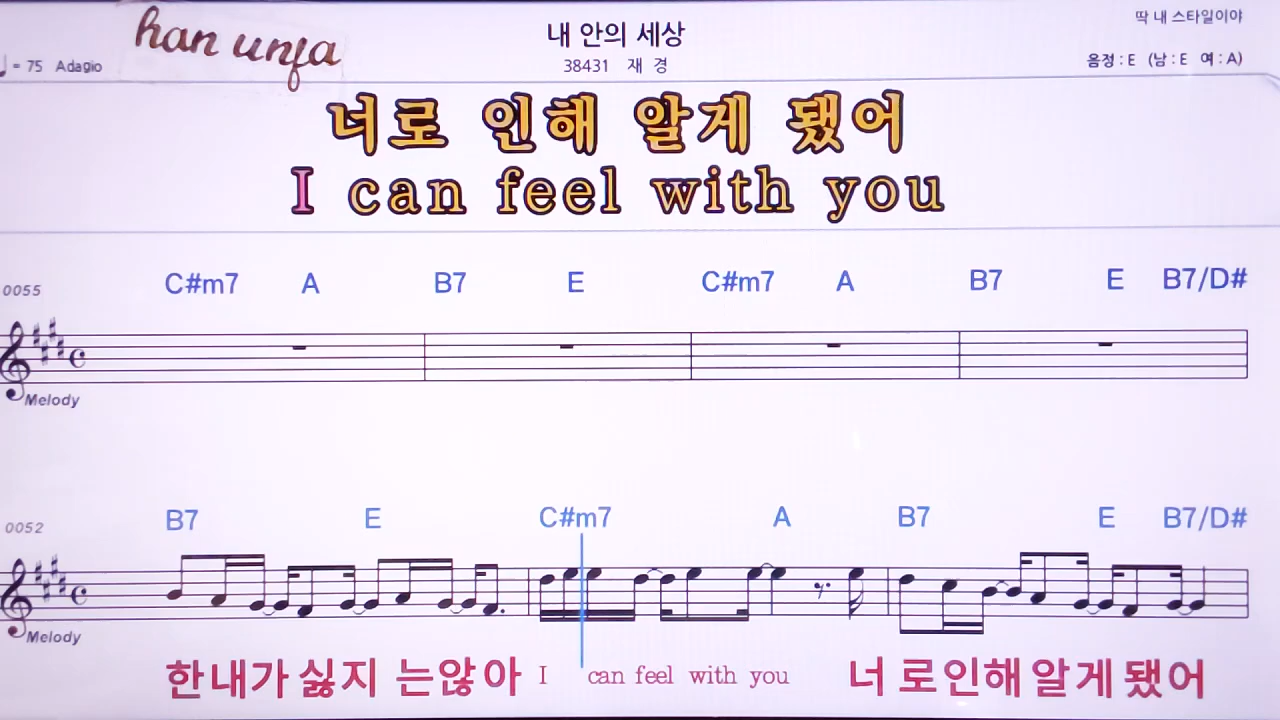 han unja
내 안의 세상
딱 내 스타일이야
= 75 Adagio
38431 재 경
음정 : E (남 : E 여 : A)
너로 인해 알게 됐어
I can feel with you
0055 C#m7 A B7 E C#m7 A B7 E B7/D#
Melody
0052 B7 E C#m7 A B7 E B7/D#
Melody
한내가싫지 는않아 I can feel with you 너 로인해알게됐어